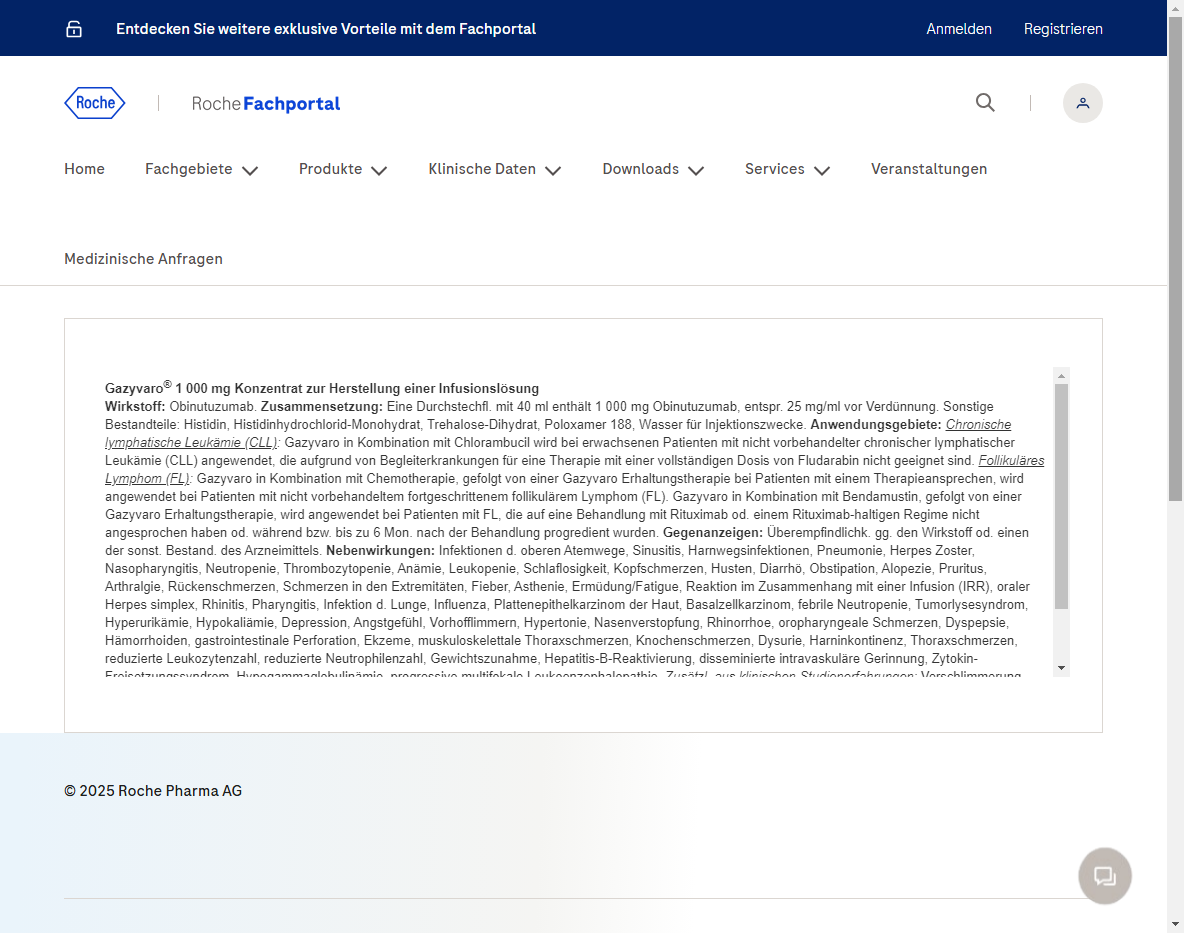 Entdecken Sie weitere exklusive Vorteile mit dem Fachportal
Anmelden
Registrieren
Roche
Roche Fachportal
Home
Fachgebiete
Produkte
Klinische Daten
Downloads
Services
Veranstaltungen
Medizinische Anfragen
Gazyvaro® 1 000 mg Konzentrat zur Herstellung einer Infusionslösung
Wirkstoff: Obinutuzumab. Zusammensetzung: Eine Durchstechfl. mit 40 ml enthält 1 000 mg Obinutuzumab, entspr. 25 mg/ml vor Verdünnung. Sonstige
Bestandteile: Histidin, Histidinhydrochlorid-Monohydrat, Trehalose-Dihydrat, Poloxamer 188, Wasser für Injektionszwecke. Anwendungsgebiete: Chronische
lymphatische Leukämie (CLL): Gazyvaro in Kombination mit Chlorambucil wird bei erwachsenen Patienten mit nicht vorbehandelter chronischer lymphatischer
Leukämie (CLL) angewendet, die aufgrund von Begleiterkrankungen für eine Therapie mit einer vollständigen Dosis von Fludarabin nicht geeignet sind. Follikuläres
Lymphom (FL): Gazyvaro in Kombination mit Chemotherapie, gefolgt von einer Gazyvaro Erhaltungstherapie bei Patienten mit einem Therapieansprechen, wird
angewendet bei Patienten mit nicht vorbehandeltem fortgeschrittenem follikulärem Lymphom (FL). Gazyvaro in Kombination mit Bendamustin, gefolgt von einer
Gazyvaro Erhaltungstherapie, wird angewendet bei Patienten mit FL, die auf eine Behandlung mit Rituximab od. einem Rituximab-haltigen Regime nicht
angesprochen haben od. während bzw. bis zu 6 Mon. nach der Behandlung progredient wurden. Gegenanzeigen: Überempfindlichk. gg. den Wirkstoff od. einen
der sonst. Bestand. des Arzneimittels. Nebenwirkungen: Infektionen d. oberen Atemwege, Sinusitis, Harnwegsinfektionen, Pneumonie, Herpes Zoster,
Nasopharyngitis, Neutropenie, Thrombozytopenie, Anämie, Leukopenie, Schlaflosigkeit, Kopfschmerzen, Husten, Diarrhö, Obstipation, Alopezie, Pruritus,
Arthralgie, Rückenschmerzen, Schmerzen in den Extremitäten, Fieber, Asthenie, Ermüdung/Fatigue, Reaktion im Zusammenhang mit einer Infusion (IRR), oraler
Herpes simplex, Rhinitis, Pharyngitis, Infektion d. Lunge, Influenza, Plattenepithelkarzinom der Haut, Basalzellkarzinom, febrile Neutropenie, Tumorlysesyndrom,
Hyperurikämie, Hypokaliämie, Depression, Angstgefühl, Vorhofflimmern, Hypertonie, Nasenverstopfung, Rhinorrhoe, oropharyngeale Schmerzen, Dyspepsie,
Hämorrhoiden, gastrointestinale Perforation, Ekzeme, muskuloskelettale Thoraxschmerzen, Knochenschmerzen, Dysurie, Harninkontinenz, Thoraxschmerzen,
reduzierte Leukozytenzahl, reduzierte Neutrophilenzahl, Gewichtszunahme, Hepatitis-B-Reaktivierung, disseminierte intravaskuläre Gerinnung, Zytokin-
Freisetzungssyndrom, Hypogammaglobulinämie, progressive multifokale Leukoenzephalopathie. Zusätzl. aus klinischen Studienerfahrungen: Verschlimmerung
© 2025 Roche Pharma AG